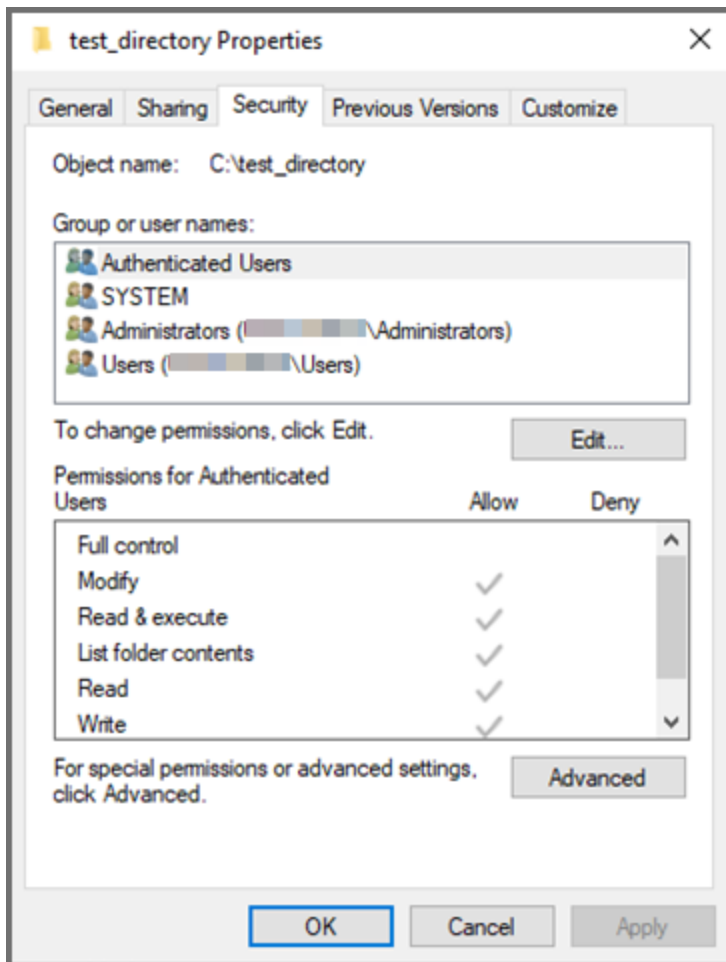 test_directory Properties
General Sharing Security Previous Versions Customize
Object name: C:\test_directory
Group or user names:
Authenticated Users
SYSTEM
Administrators (\Administrators)
Users (\Users)
To change permissions, click Edit.
Edit...
Permissions for Authenticated
Users Allow Deny
Full control
Modify
Read & execute
List folder contents
Read
Write
For special permissions or advanced settings,
click Advanced.
Advanced
OK Cancel Apply